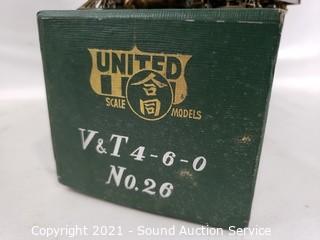 UNITED
合同
SCALE MODELS
V&T 4-6-0
No.26
Copyright 2021 - Sound Auction Service